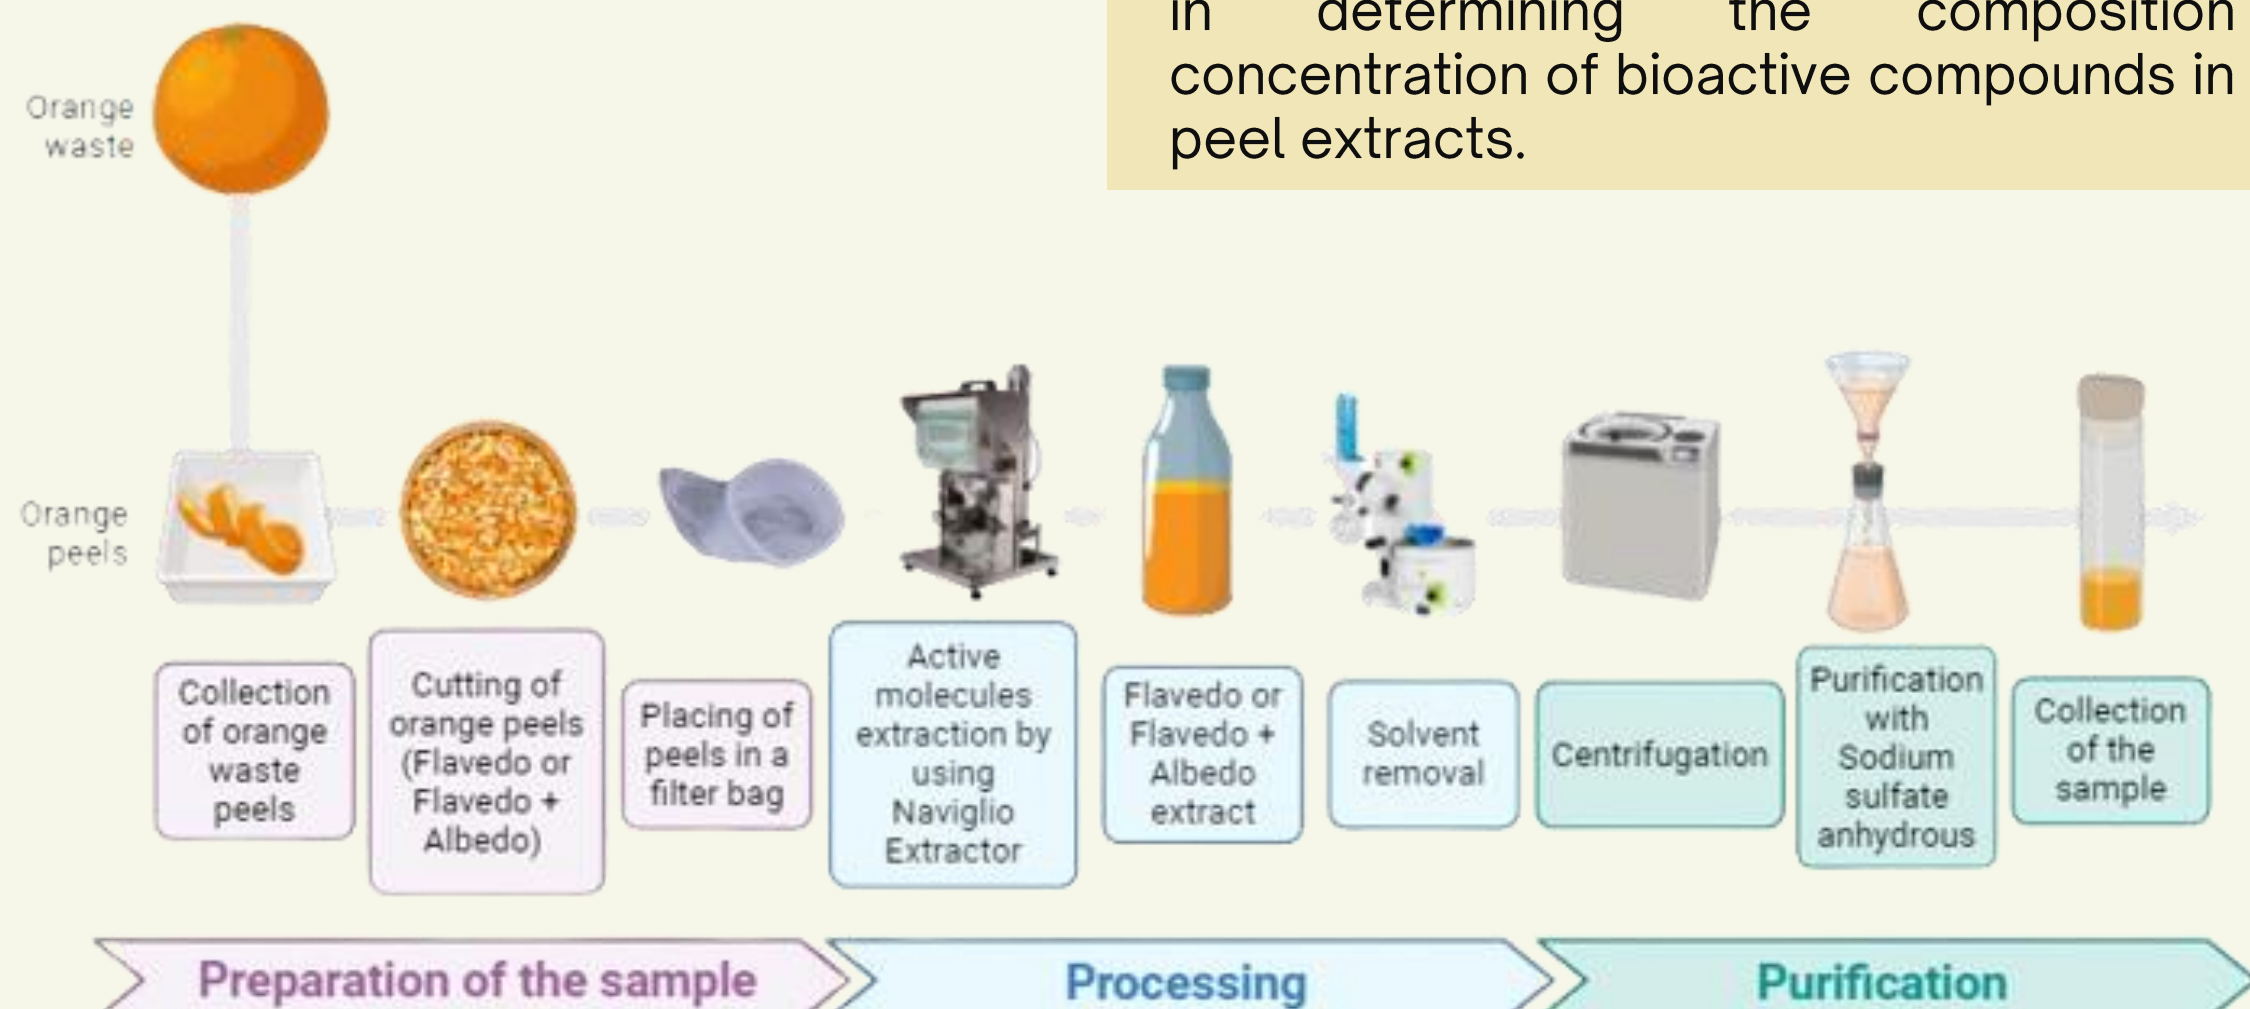 in determining the composition
concentration of bioactive compounds in
peel extracts.
Orange
waste
Orange
peels
Collection
of orange
waste
peels
Cutting of
orange peels
(Flavedo or
Flavedo +
Albedo)
Placing of
peels in a
filter bag
Active
molecules
extraction by
using
Naviglio
Extractor
Flavedo or
Flavedo +
Albedo
extract
Solvent
removal
Centrifugation
Purification
with
Sodium
sulfate
anhydrous
Collection
of the
sample
Preparation of the sample
Processing
Purification